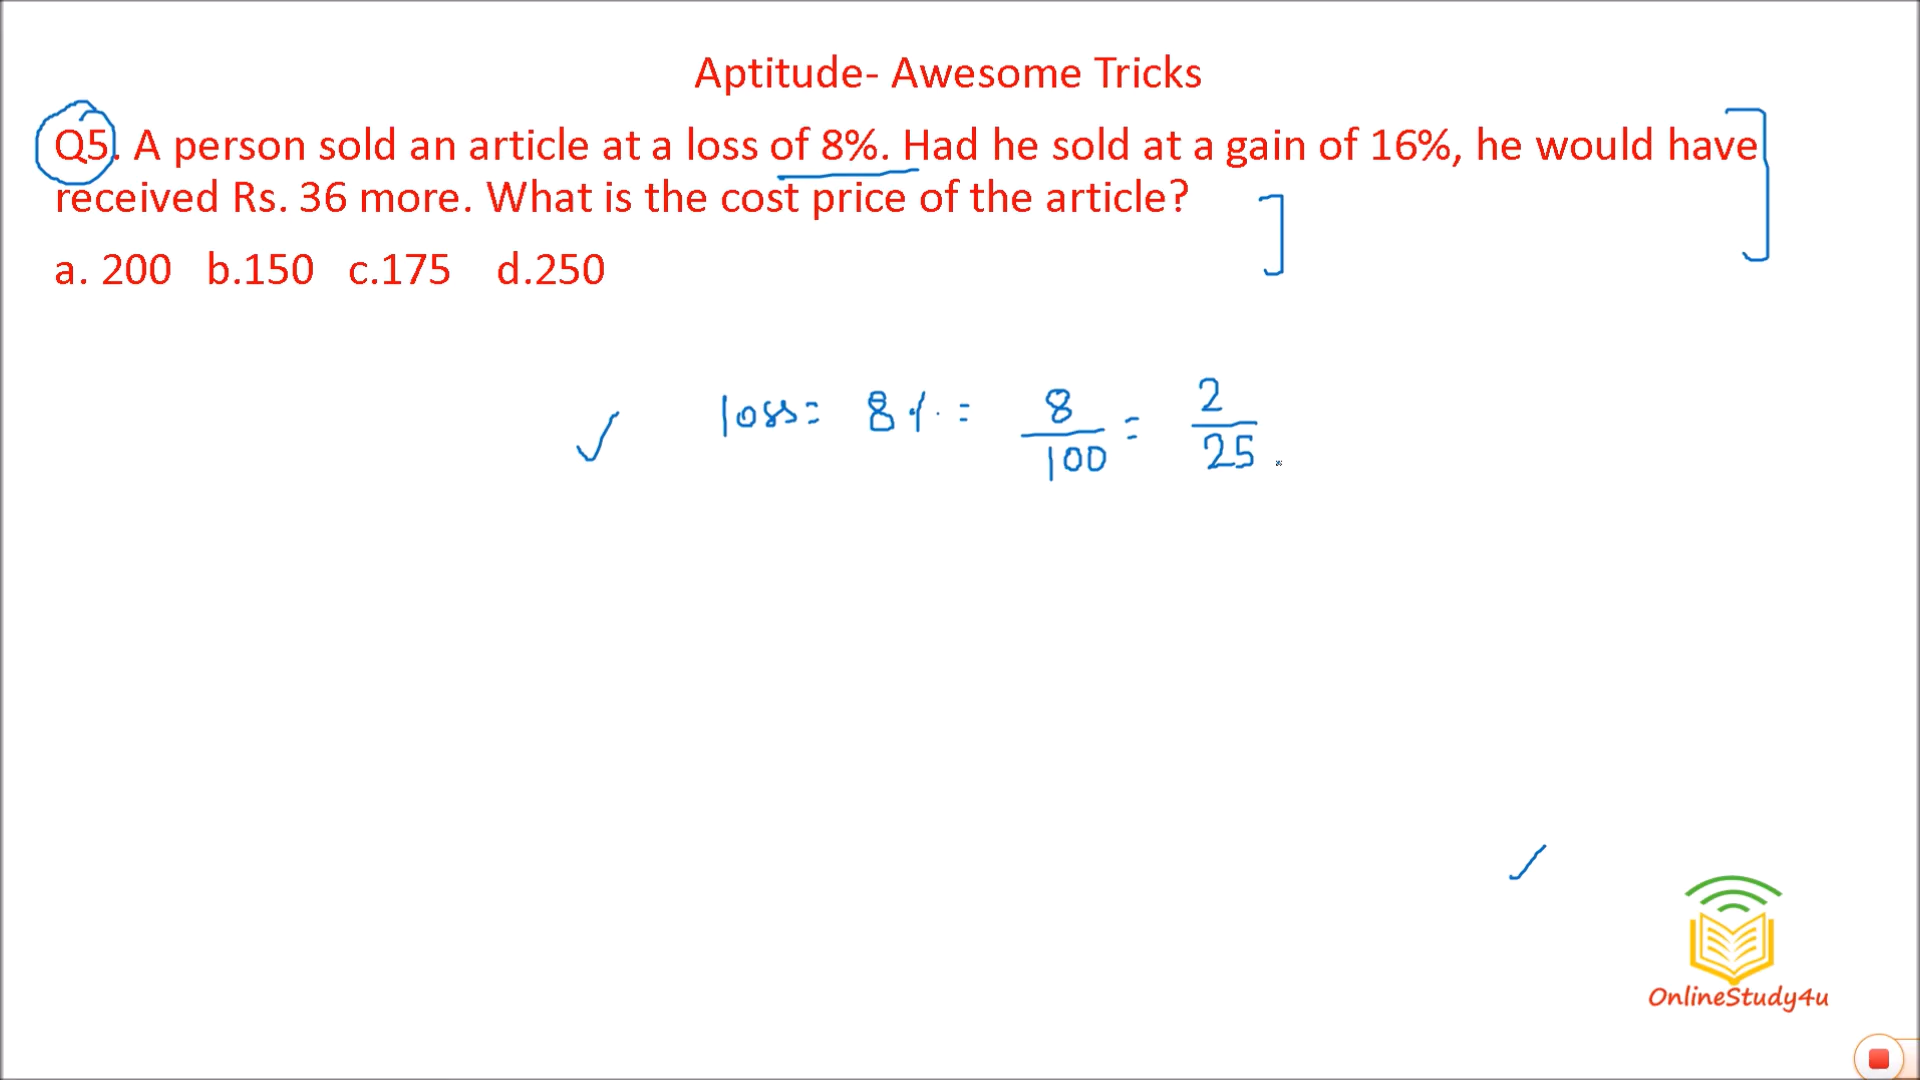 Aptitude- Awesome Tricks
Q5. A person sold an article at a loss of 8%. Had he sold at a gain of 16%, he would have
received Rs. 36 more. What is the cost price of the article?
a. 200 b.150 c.175 d.250
loss = 8% = 8/100 = 2/25
OnlineStudy4u